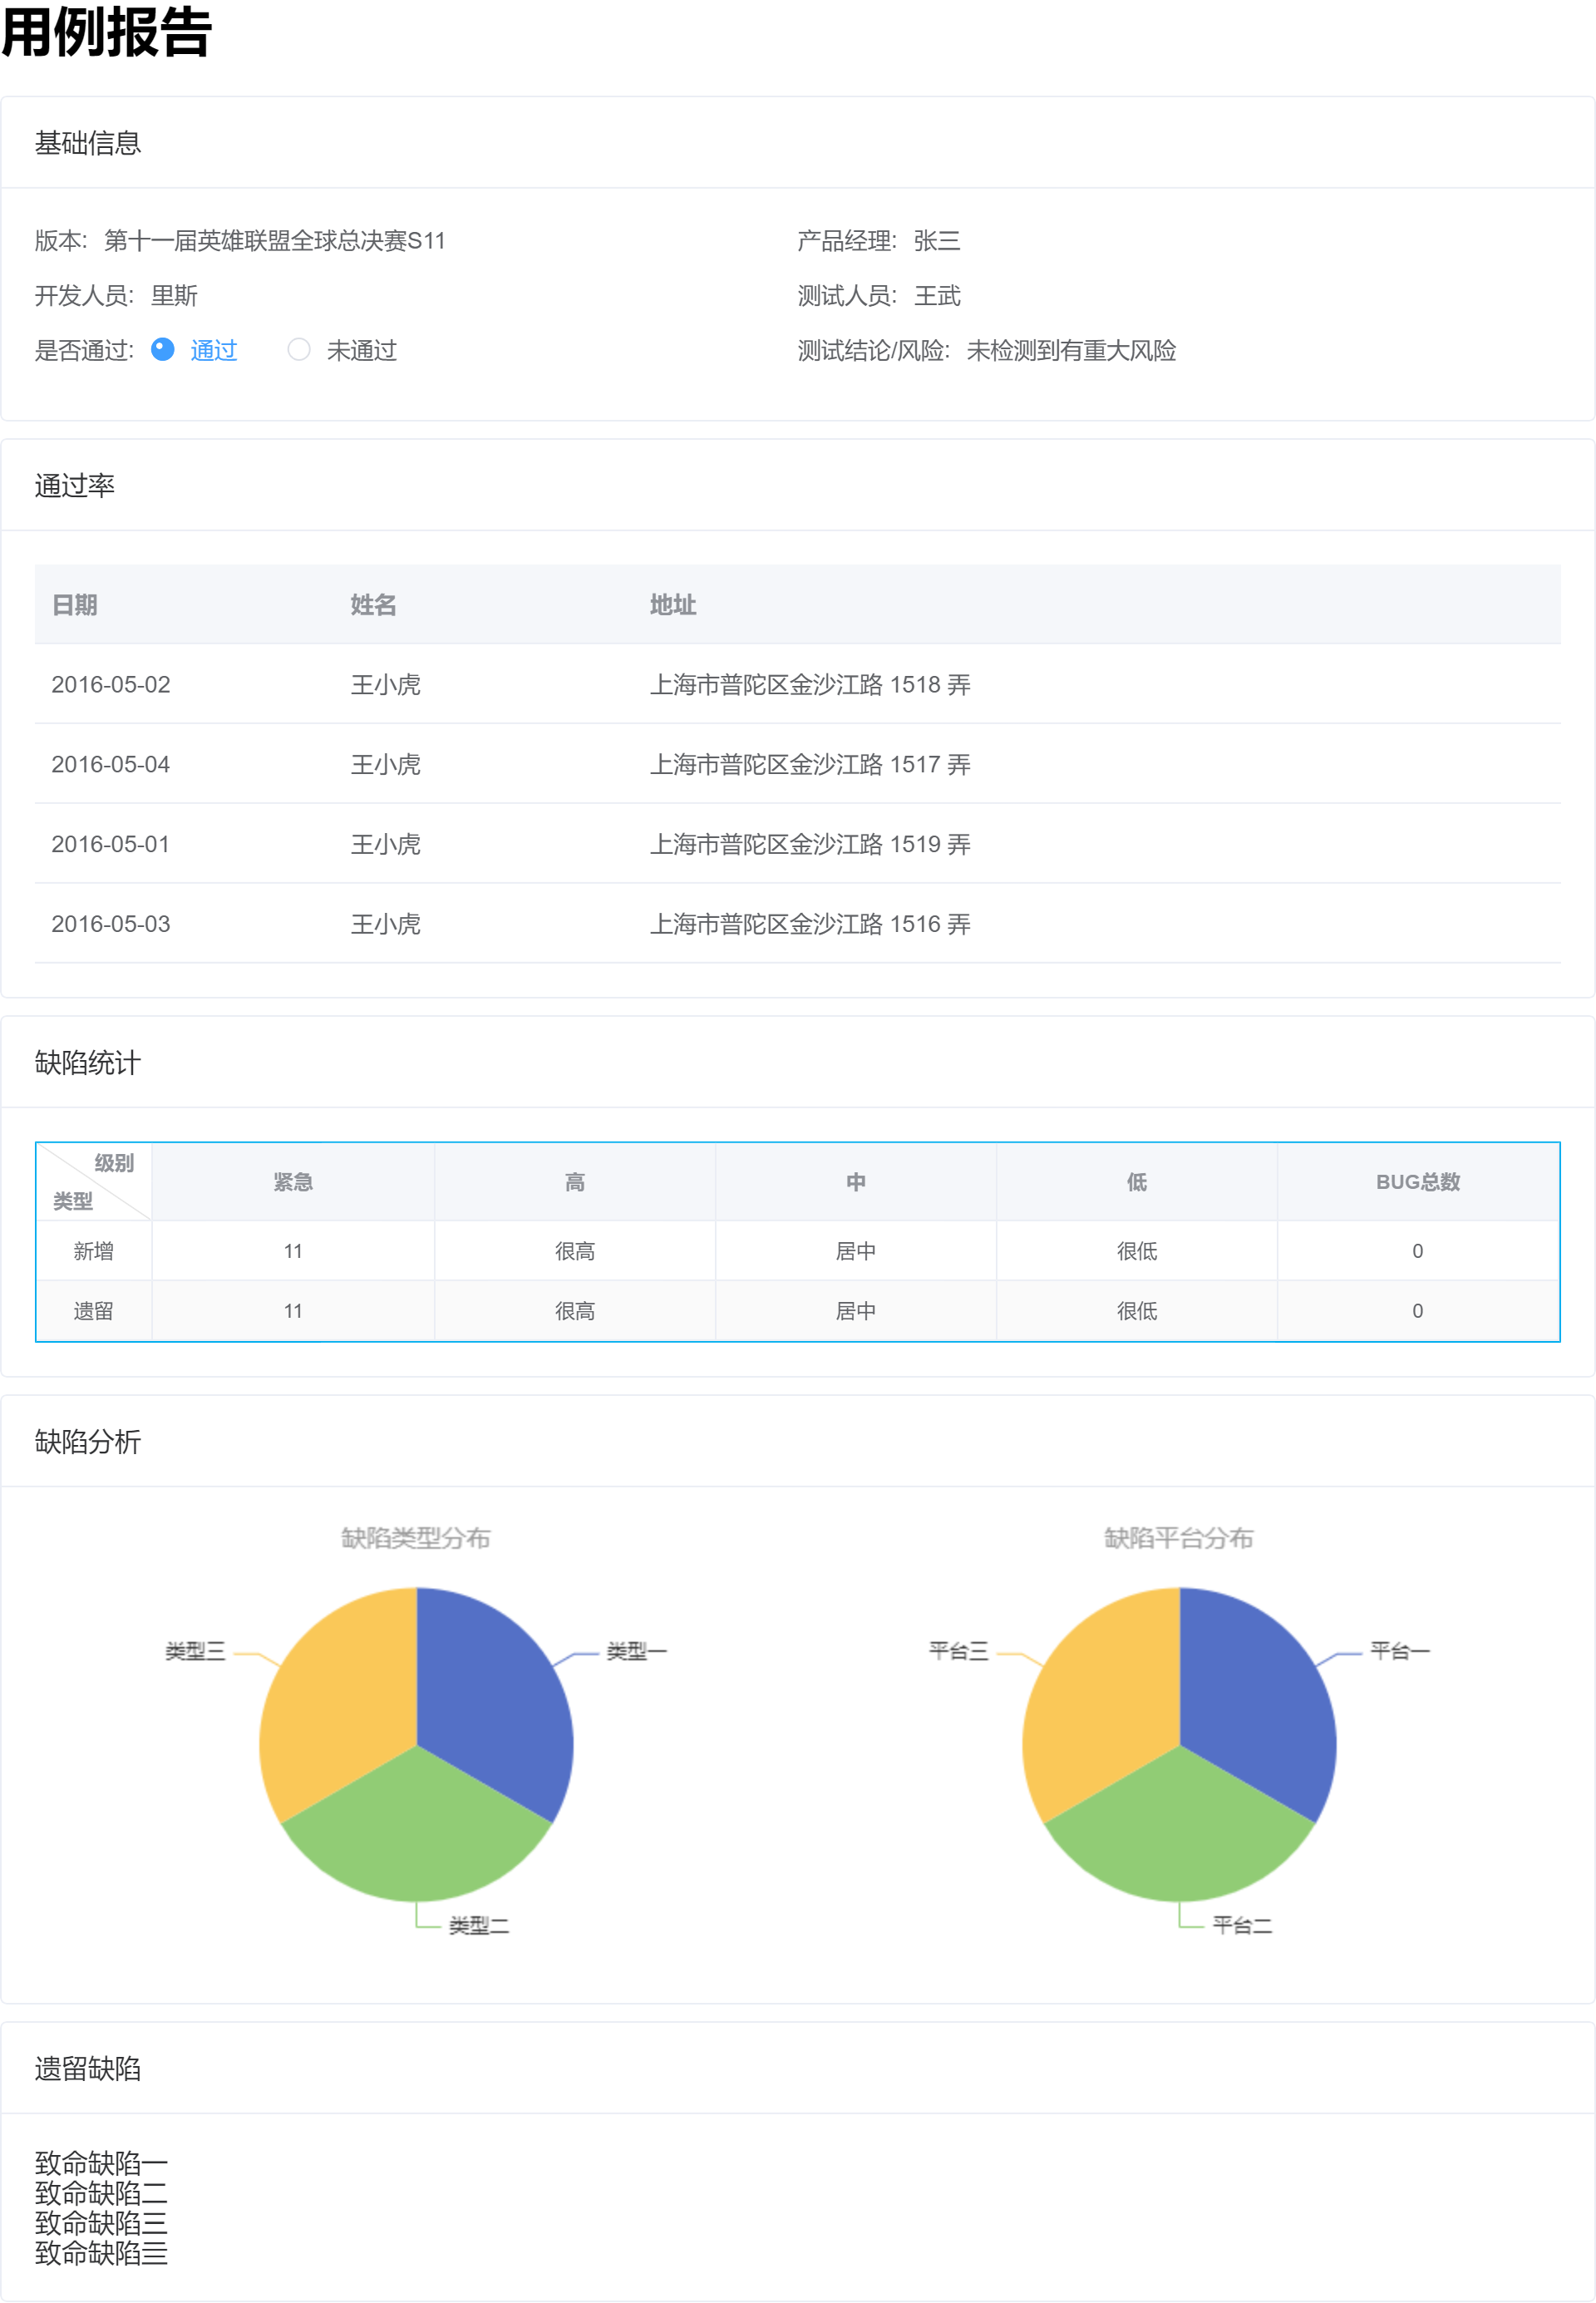 用例报告
基础信息
版本: 第十一届英雄联盟全球总决赛S11 产品经理: 张三
开发人员: 里斯 测试人员: 王武
是否通过: 通过 未通过 测试结论/风险: 未检测到有重大风险
通过率
日期 姓名 地址
2016-05-02 王小虎 上海市普陀区金沙江路 1518 弄
2016-05-04 王小虎 上海市普陀区金沙江路 1517 弄
2016-05-01 王小虎 上海市普陀区金沙江路 1519 弄
2016-05-03 王小虎 上海市普陀区金沙江路 1516 弄
缺陷统计
级别
类型 紧急 高 中 低 BUG总数
新增 11 很高 居中 很低 0
遗留 11 很高 居中 很低 0
缺陷分析
缺陷类型分布 缺陷平台分布
类型三 类型一 平台三 平台一
类型二 平台二
遗留缺陷
致命缺陷一
致命缺陷二
致命缺陷三
致命缺陷亖